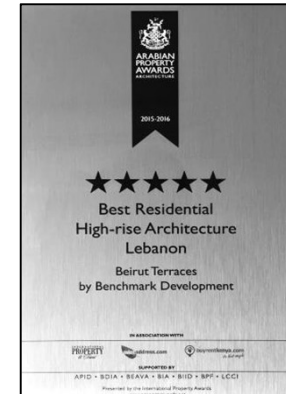 ARABIAN
PROPERTY
AWARDS
ARCHITECTURE
2015-2016
Best Residential
High-rise Architecture
Lebanon
Beirut Terraces
by Benchmark Development
IN ASSOCIATION WITH
INTERNATIONAL
PROPERTY
address.com
SUPPORTED BY
APID • BDIA • BEAVA • BIA • BIID • BPF • LCCI
Presented by the International Property Awards